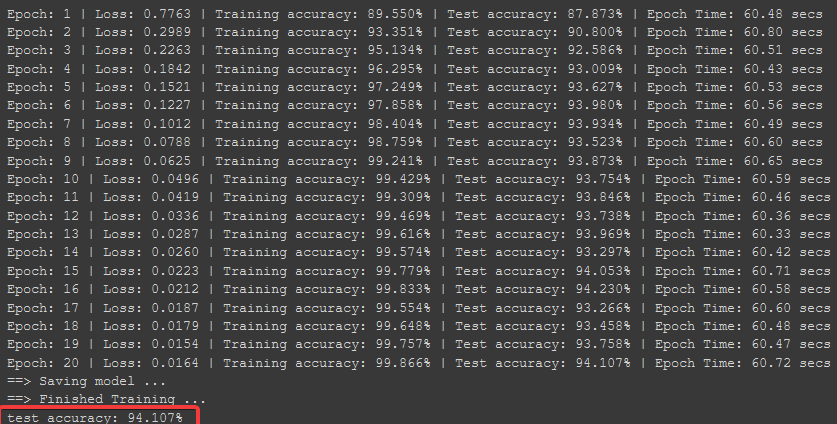 Epoch: 1 | Loss: 0.7763 | Training accuracy: 89.550% | Test accuracy: 87.873% | Epoch Time: 60.48 secs
Epoch: 2 | Loss: 0.2989 | Training accuracy: 93.351% | Test accuracy: 90.800% | Epoch Time: 60.80 secs
Epoch: 3 | Loss: 0.2263 | Training accuracy: 95.134% | Test accuracy: 92.586% | Epoch Time: 60.51 secs
Epoch: 4 | Loss: 0.1842 | Training accuracy: 96.295% | Test accuracy: 93.009% | Epoch Time: 60.43 secs
Epoch: 5 | Loss: 0.1521 | Training accuracy: 97.249% | Test accuracy: 93.627% | Epoch Time: 60.53 secs
Epoch: 6 | Loss: 0.1227 | Training accuracy: 97.858% | Test accuracy: 93.980% | Epoch Time: 60.56 secs
Epoch: 7 | Loss: 0.1012 | Training accuracy: 98.404% | Test accuracy: 93.934% | Epoch Time: 60.49 secs
Epoch: 8 | Loss: 0.0788 | Training accuracy: 98.759% | Test accuracy: 93.523% | Epoch Time: 60.60 secs
Epoch: 9 | Loss: 0.0625 | Training accuracy: 99.241% | Test accuracy: 93.873% | Epoch Time: 60.65 secs
Epoch: 10 | Loss: 0.0496 | Training accuracy: 99.429% | Test accuracy: 93.754% | Epoch Time: 60.59 secs
Epoch: 11 | Loss: 0.0419 | Training accuracy: 99.309% | Test accuracy: 93.846% | Epoch Time: 60.46 secs
Epoch: 12 | Loss: 0.0336 | Training accuracy: 99.469% | Test accuracy: 93.738% | Epoch Time: 60.36 secs
Epoch: 13 | Loss: 0.0287 | Training accuracy: 99.616% | Test accuracy: 93.969% | Epoch Time: 60.33 secs
Epoch: 14 | Loss: 0.0260 | Training accuracy: 99.574% | Test accuracy: 93.297% | Epoch Time: 60.42 secs
Epoch: 15 | Loss: 0.0223 | Training accuracy: 99.779% | Test accuracy: 94.053% | Epoch Time: 60.71 secs
Epoch: 16 | Loss: 0.0212 | Training accuracy: 99.833% | Test accuracy: 94.230% | Epoch Time: 60.58 secs
Epoch: 17 | Loss: 0.0187 | Training accuracy: 99.554% | Test accuracy: 93.266% | Epoch Time: 60.60 secs
Epoch: 18 | Loss: 0.0179 | Training accuracy: 99.648% | Test accuracy: 93.458% | Epoch Time: 60.48 secs
Epoch: 19 | Loss: 0.0154 | Training accuracy: 99.757% | Test accuracy: 93.758% | Epoch Time: 60.47 secs
Epoch: 20 | Loss: 0.0164 | Training accuracy: 99.866% | Test accuracy: 94.107% | Epoch Time: 60.72 secs
==> Saving model ...
==> Finished Training ...
test accuracy: 94.107%